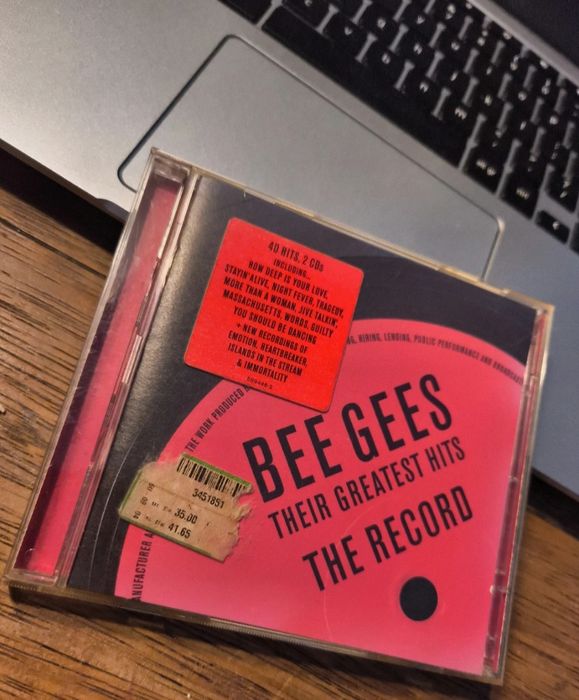 40 HITS, 2 CDs
INCLUDING...
HOW DEEP IS YOUR LOVE,
STAYIN' ALIVE, NIGHT FEVER, TRAGEDY,
MORE THAN A WOMAN, JIVE TALKIN',
MASSACHUSETTS, WORDS, GUILTY
YOU SHOULD BE DANCING
+ NEW RECORDINGS OF
EMOTION, HEARTBREAKER,
ISLANDS IN THE STREAM
& IMMORTALITY
HIRING, LENDING, PUBLIC PERFORMANCE AND BROADCAS
THE WORK PRODUCED
BEE GEES
THEIR GREATEST HITS
THE RECORD
3451851
35.00
41.65
ANUFACTURER A